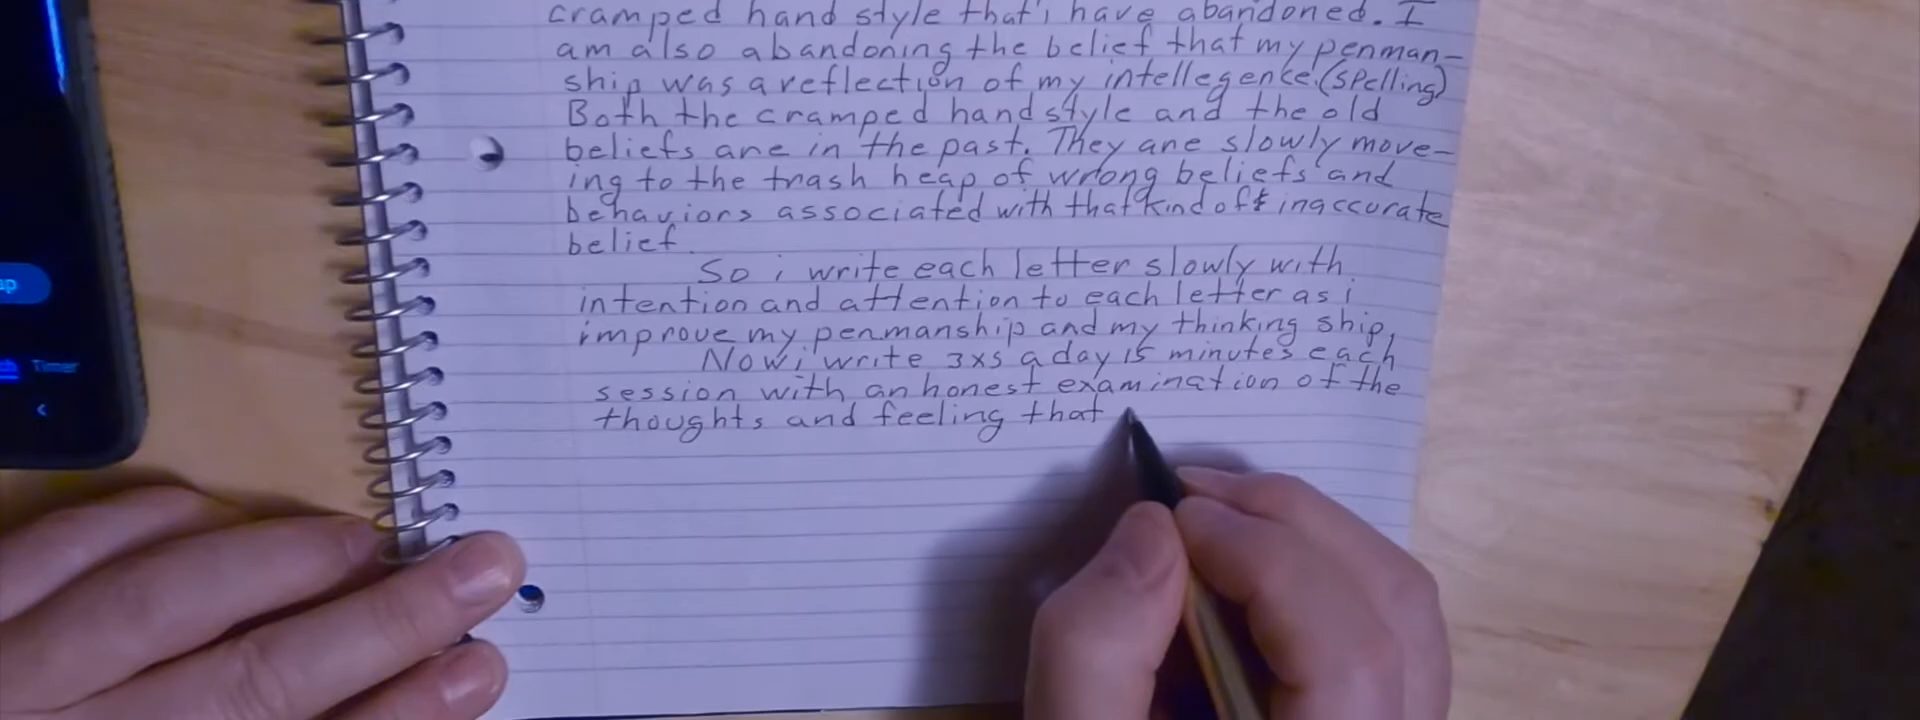 cramped hand style that i have abandoned. I
am also abandoning the belief that my penman-
ship was a reflection of my intellegence.(spelling)
Both the cramped hand style and the old
beliefs are in the past. They are slowly move-
ing to the trash heap of wrong beliefs and
behaviors associated with that kind of inaccurate
belief.
So i write each letter slowly with
intention and attention to each letter as i
improve my penmanship and my thinking ship.
Now i write 3xs a day 15 minutes each
session with an honest examination of the
thoughts and feeling that
Timer